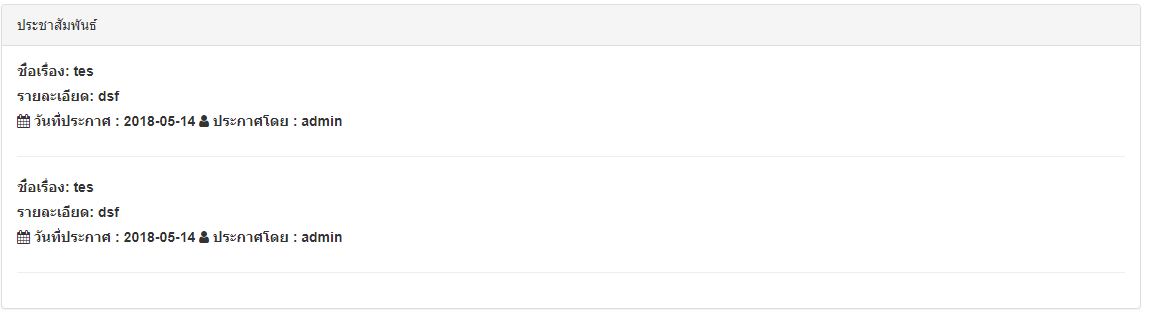 ประชาสัมพันธ์
ชื่อเรื่อง: tes
รายละเอียด: dsf
วันที่ประกาศ : 2018-05-14 ประกาศโดย : admin
ชื่อเรื่อง: tes
รายละเอียด: dsf
วันที่ประกาศ : 2018-05-14 ประกาศโดย : admin